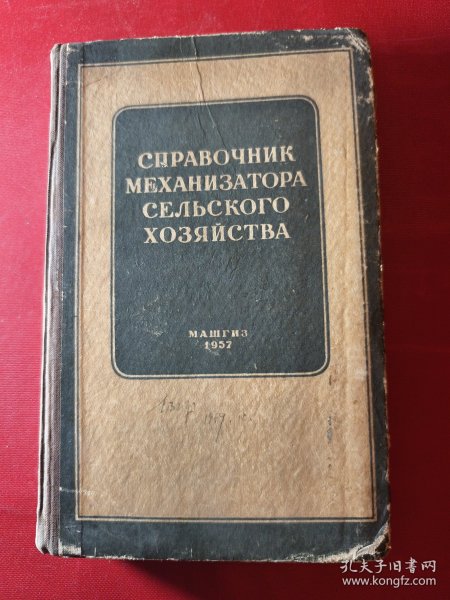 СПРАВОЧНИК
МЕХАНИЗАТОРА
СЕЛЬСКОГО
ХОЗЯЙСТВА
МАШГИЗ
1957
孔夫子旧书网
www.kongfz.com